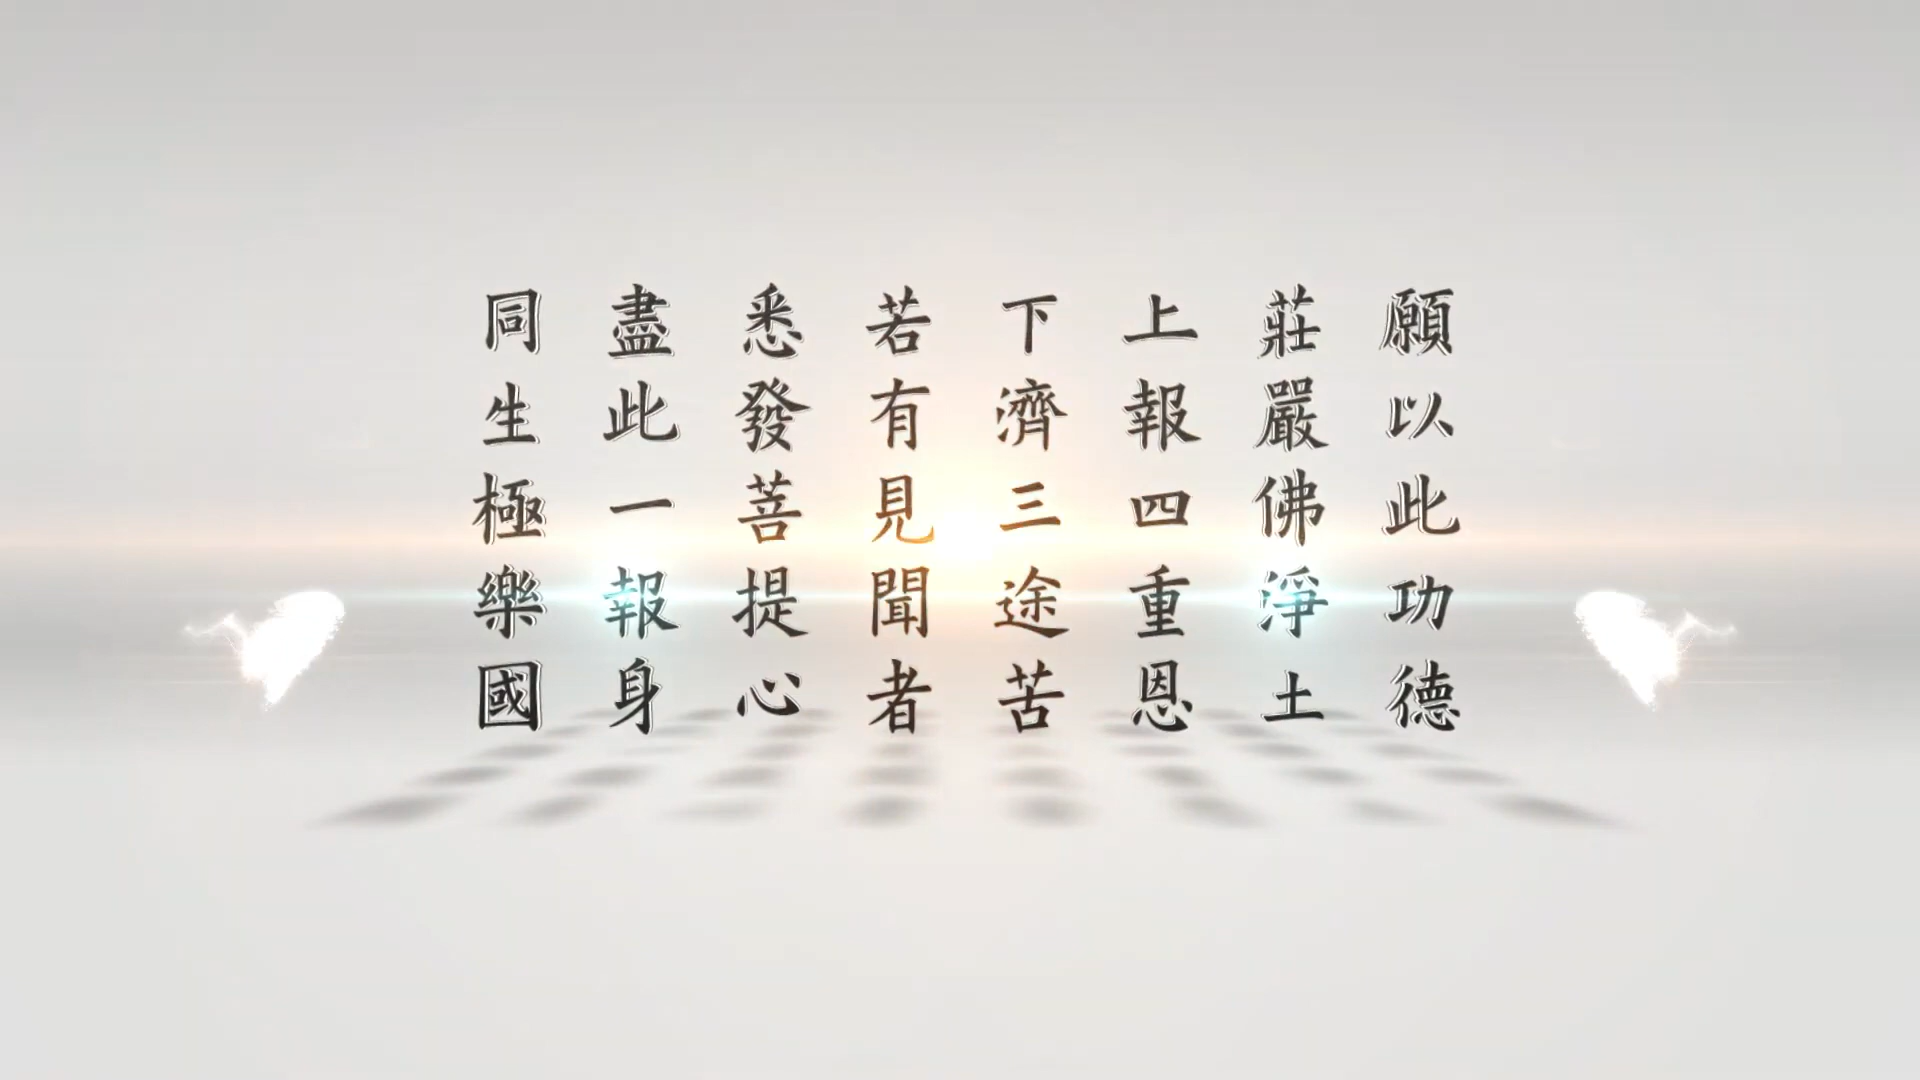 願以此功德
莊嚴佛淨土
上報四重恩
下濟三途苦
若有見聞者
悉發菩提心
盡此一報身
同生極樂國